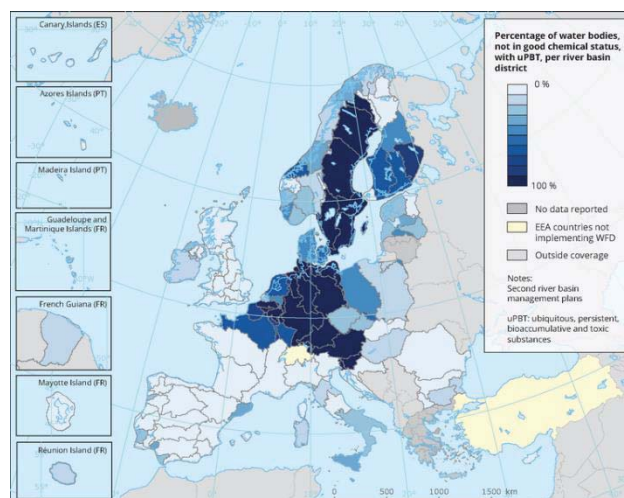 Canary Islands (ES)
Azores Islands (PT)
Madeira Island (PT)
Guadeloupe and
Martinique Islands (FR)
French Guiana (FR)
Mayotte Island (FR)
Réunion Island (FR)
Percentage of water bodies,
not in good chemical status,
with uPBT, per river basin
district
0 %
100 %
No data reported
EEA countries not
implementing WFD
Outside coverage
Notes:
Second river basin
management plans
uPBT: ubiquitous, persistent,
bioaccumulative and toxic
substances
0 500 1000 1500 km